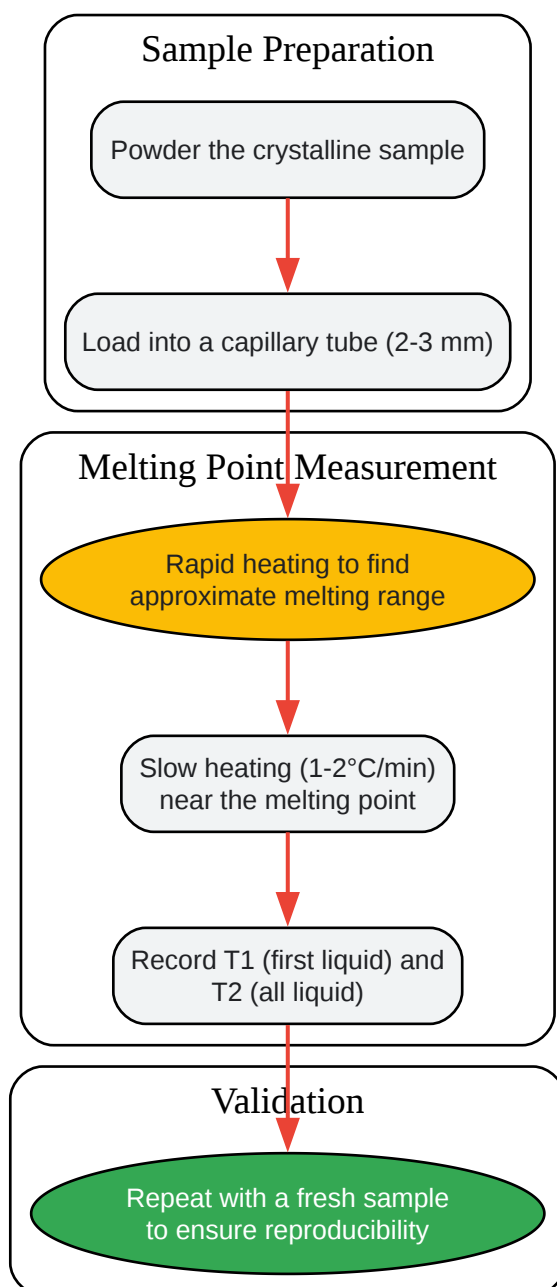 Sample Preparation
Powder the crystalline sample
Load into a capillary tube (2-3 mm)
Melting Point Measurement
Rapid heating to find
approximate melting range
Slow heating (1-2°C/min)
near the melting point
Record T1 (first liquid) and
T2 (all liquid)
Validation
Repeat with a fresh sample
to ensure reproducibility